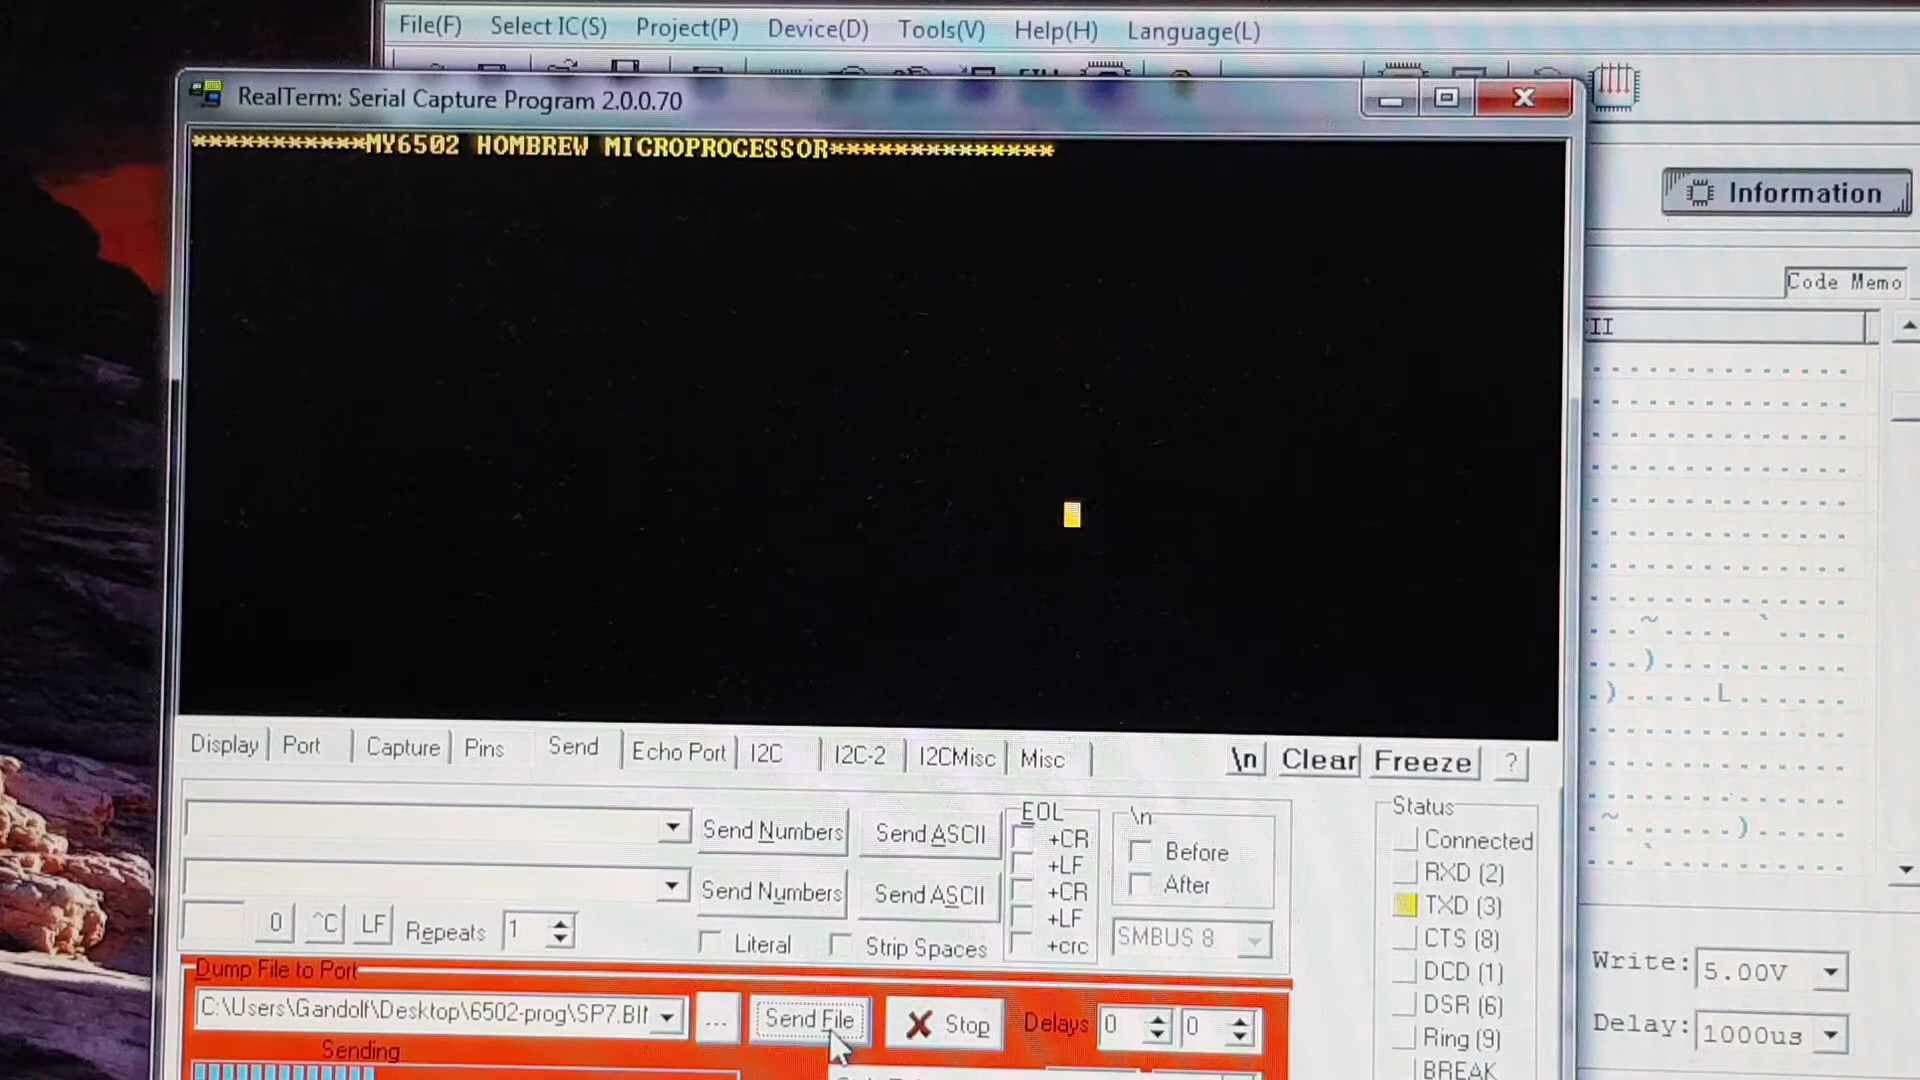 File(F) Select IC(S) Project(P) Device(D) Tools(V) Help(H) Language(L)
RealTerm: Serial Capture Program 2.0.0.70
***********MY6502 HOMBREW MICROPROCESSOR**************
Information
Code Memo
II
~ `
)
) L
~ )
`
Display Port Capture Pins Send Echo Port I2C I2C-2 I2CMisc Misc \n Clear Freeze ?
EOL \n Status
Send Numbers Send ASCII +CR Before Connected
+LF After RXD (2)
Send Numbers Send ASCII +CR TXD (3)
+LF
0 ^C LF Repeats 1 Literal Strip Spaces +crc SMBUS 8 CTS (8)
DCD (1)
Dump File to Port
C:\Users\Gandolf\Desktop\6502-prog\SP7.BI ... Send File Stop Delays 0 0 DSR (6)
Sending Ring (9)
BREAK
Write: 5.00V
Delay: 1000us